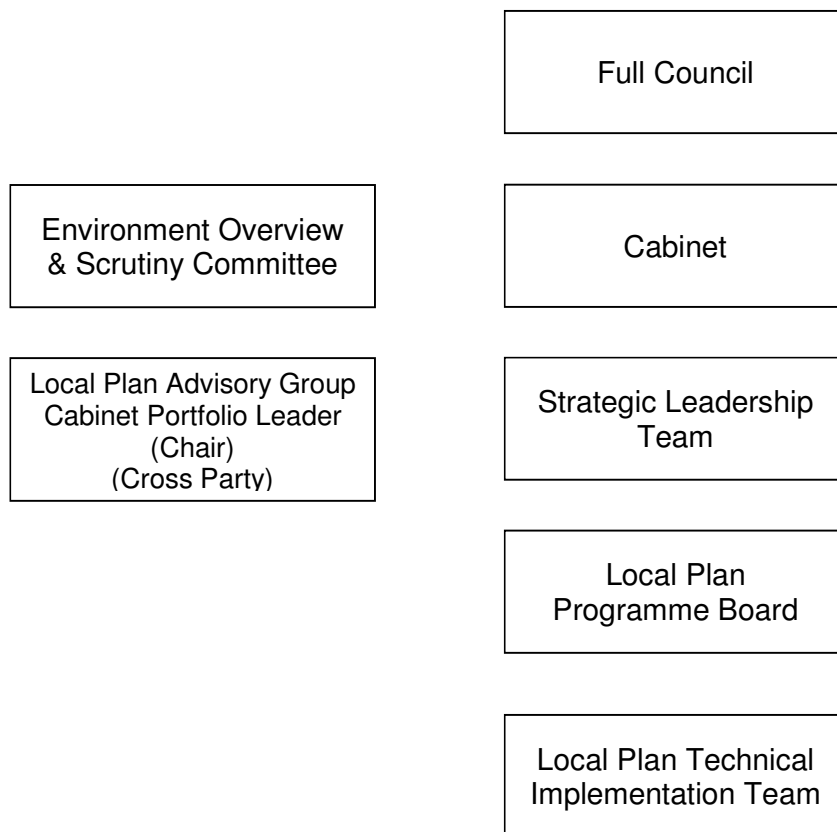 Full Council
Environment Overview
& Scrutiny Committee
Cabinet
Local Plan Advisory Group
Cabinet Portfolio Leader
(Chair)
(Cross Party)
Strategic Leadership
Team
Local Plan
Programme Board
Local Plan Technical
Implementation Team